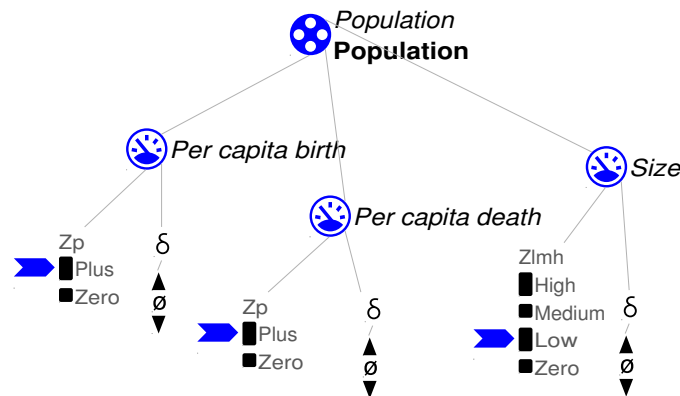 Population
Population
Per capita birth
Size
Per capita death
Zp
δ
Plus
Zero
ø
Zp
δ
Plus
Zero
ø
Zlmh
High
δ
Medium
Low
Zero
ø